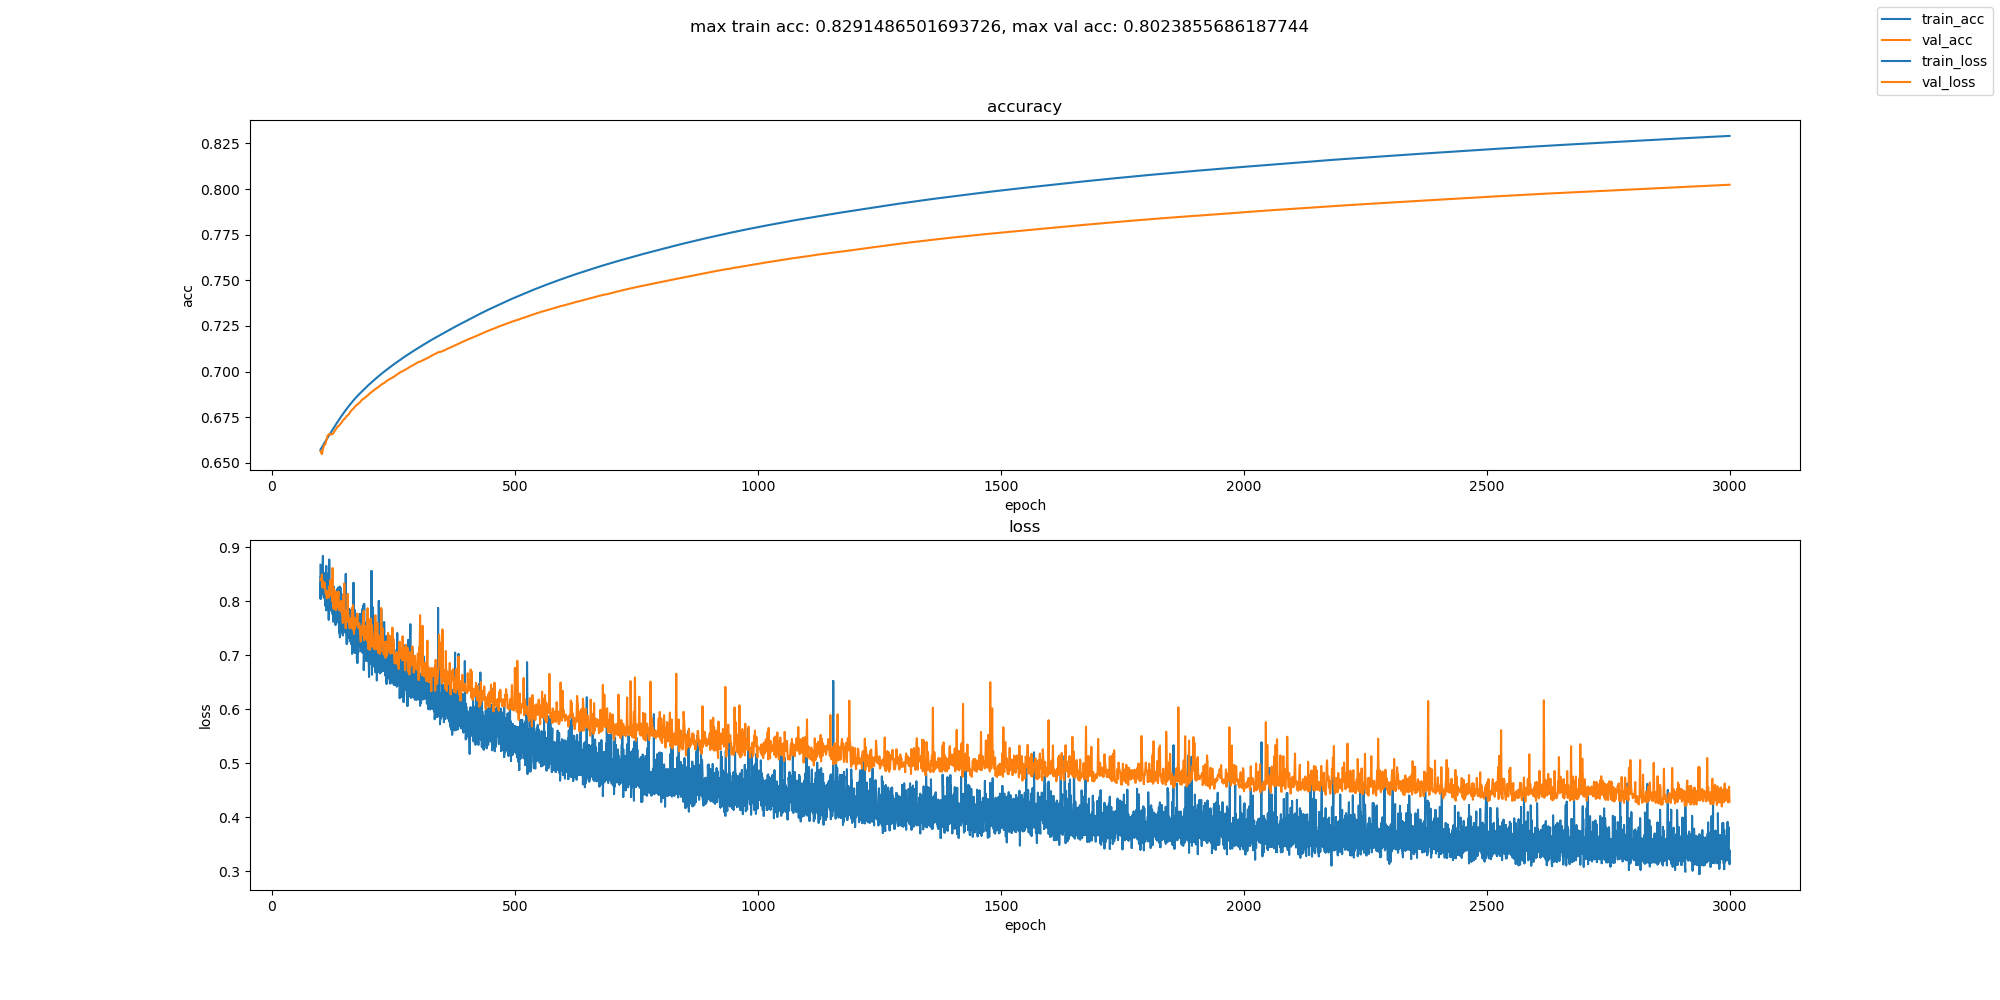 max train acc: 0.8291486501693726, max val acc: 0.8023855686187744
train_acc
val_acc
train_loss
val_loss
accuracy
0.825
0.800
0.775
0.750
0.725
0.700
0.675
0.650
acc
0 500 1000 1500 2000 2500 3000
epoch
loss
0.9
0.8
0.7
0.6
0.5
0.4
0.3
loss
0 500 1000 1500 2000 2500 3000
epoch